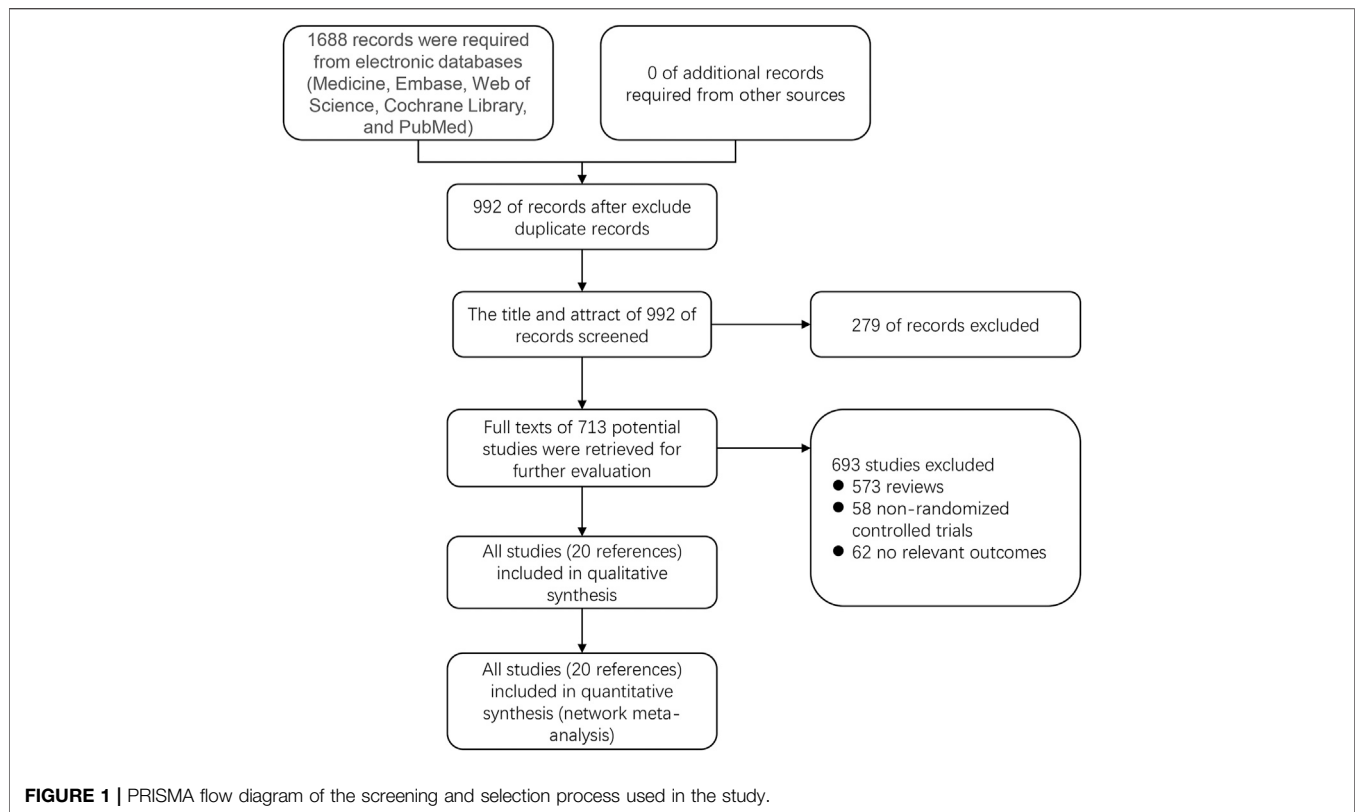 1688 records were required
from electronic databases
(Medicine, Embase, Web of
Science, Cochrane Library,
and PubMed)
0 of additional records
required from other sources
992 of records after exclude
duplicate records
The title and attract of 992 of
records screened
279 of records excluded
Full texts of 713 potential
studies were retrieved for
further evaluation
693 studies excluded
● 573 reviews
● 58 non-randomized
controlled trials
● 62 no relevant outcomes
All studies (20 references)
included in qualitative
synthesis
All studies (20 references)
included in quantitative
synthesis (network meta-
analysis)
FIGURE 1 | PRISMA flow diagram of the screening and selection process used in the study.